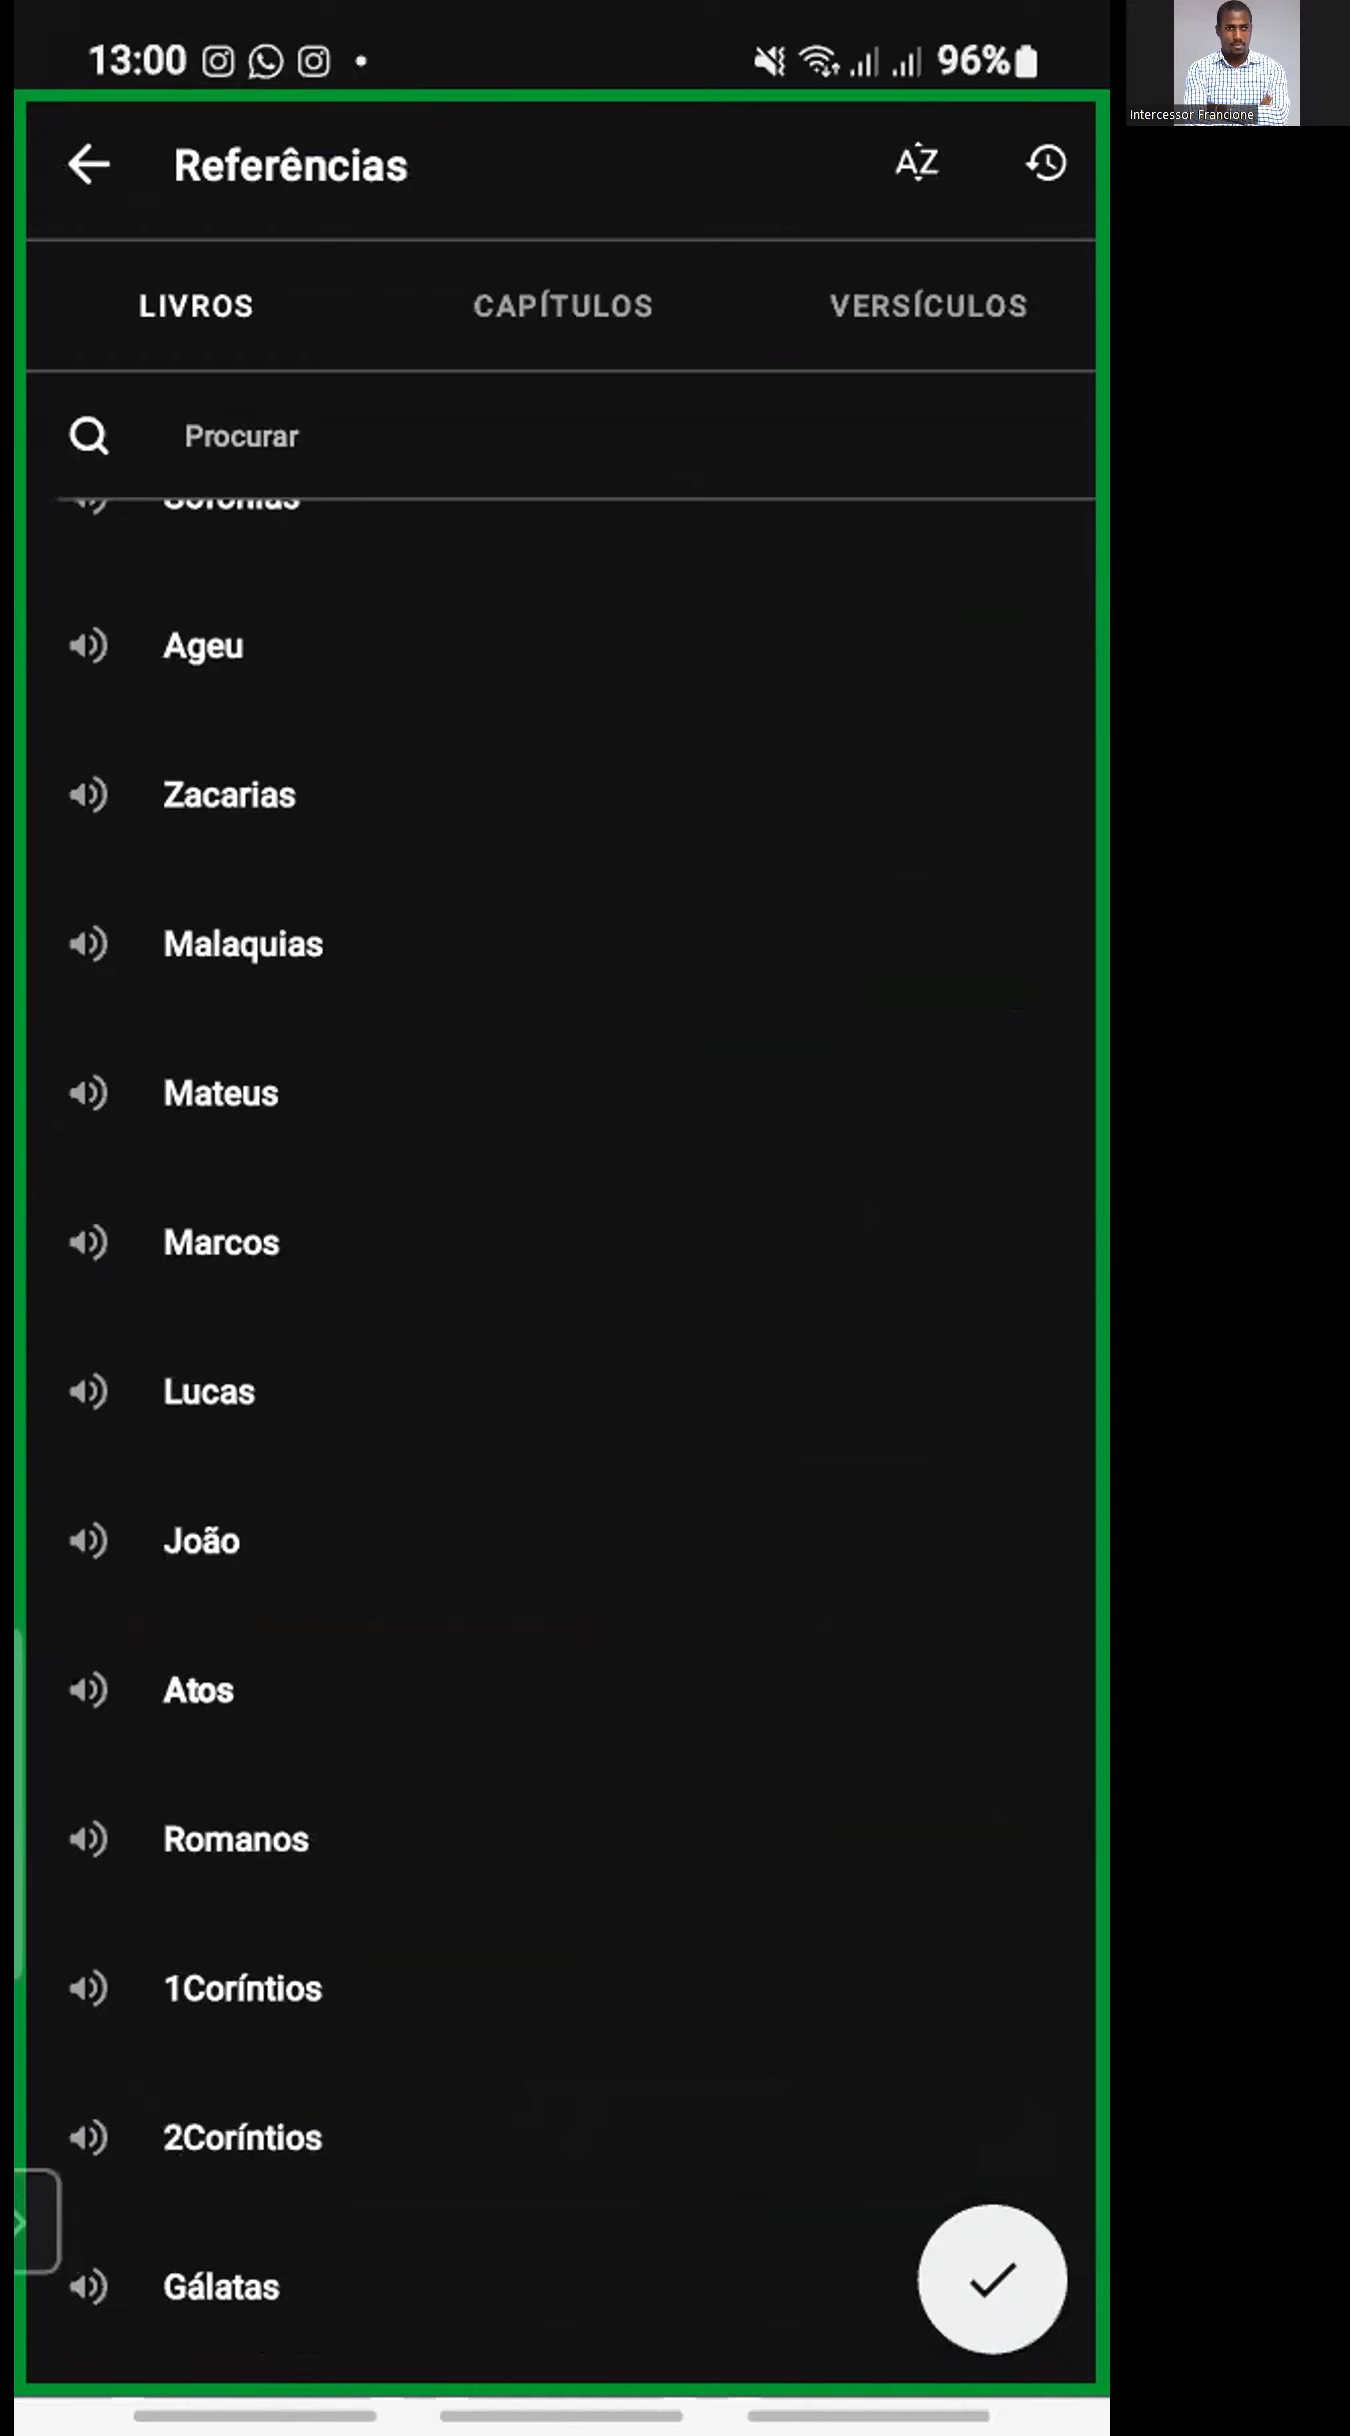 13:00
96%
Intercessor Francione
Referências
AZ
LIVROS
CAPÍTULOS
VERSÍCULOS
Procurar
Sofonias
Ageu
Zacarias
Malaquias
Mateus
Marcos
Lucas
João
Atos
Romanos
1Coríntios
2Coríntios
Gálatas